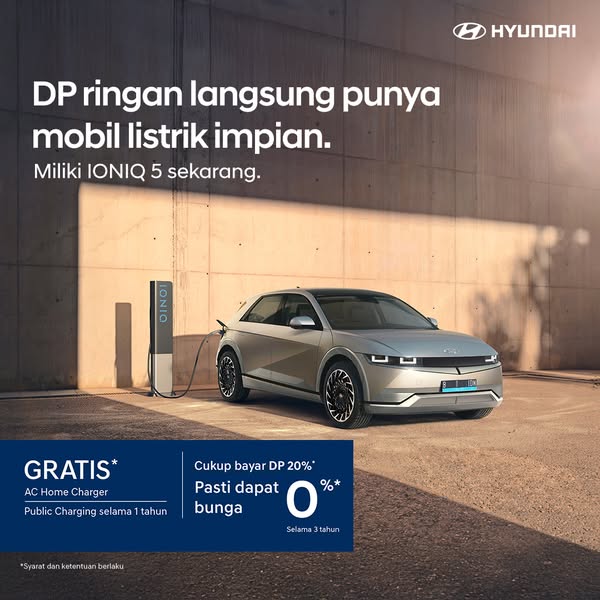 HYUNDAI
DP ringan langsung punya
mobil listrik impian.
Miliki IONIQ 5 sekarang.
IONIQ
GRATIS*
AC Home Charger
Public Charging selama 1 tahun
Cukup bayar DP 20%*
Pasti dapat
bunga
0%*
Selama 3 tahun
*Syarat dan ketentuan berlaku